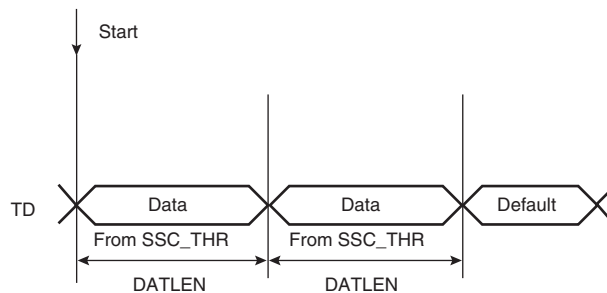 Start
TD
Data
Data
Default
From SSC_THR
From SSC_THR
DATLEN
DATLEN